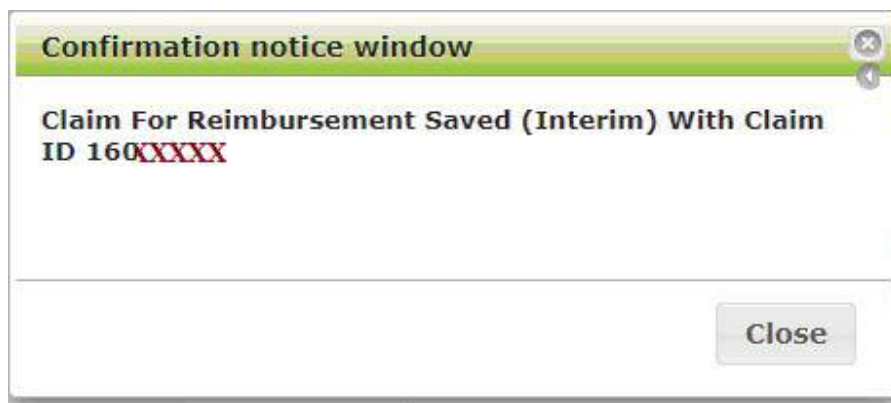 Confirmation notice window
Claim For Reimbursement Saved (Interim) With Claim
ID 160XXXXX
Close